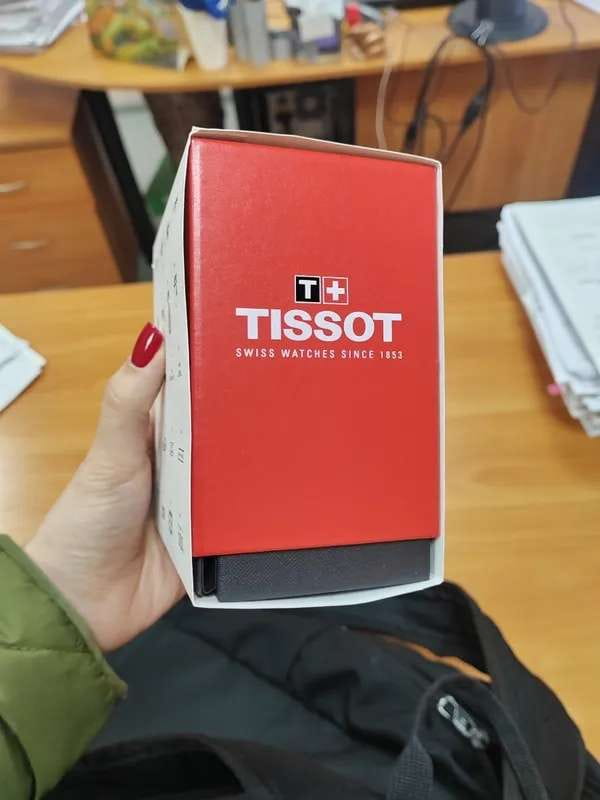 T+
TISSOT
SWISS WATCHES SINCE 1853